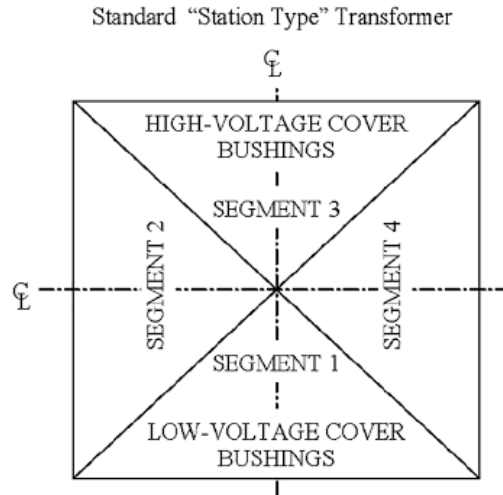 Standard “Station Type” Transformer
℄
HIGH-VOLTAGE COVER
BUSHINGS
SEGMENT 3
SEGMENT 2
SEGMENT 4
℄
SEGMENT 1
LOW-VOLTAGE COVER
BUSHINGS